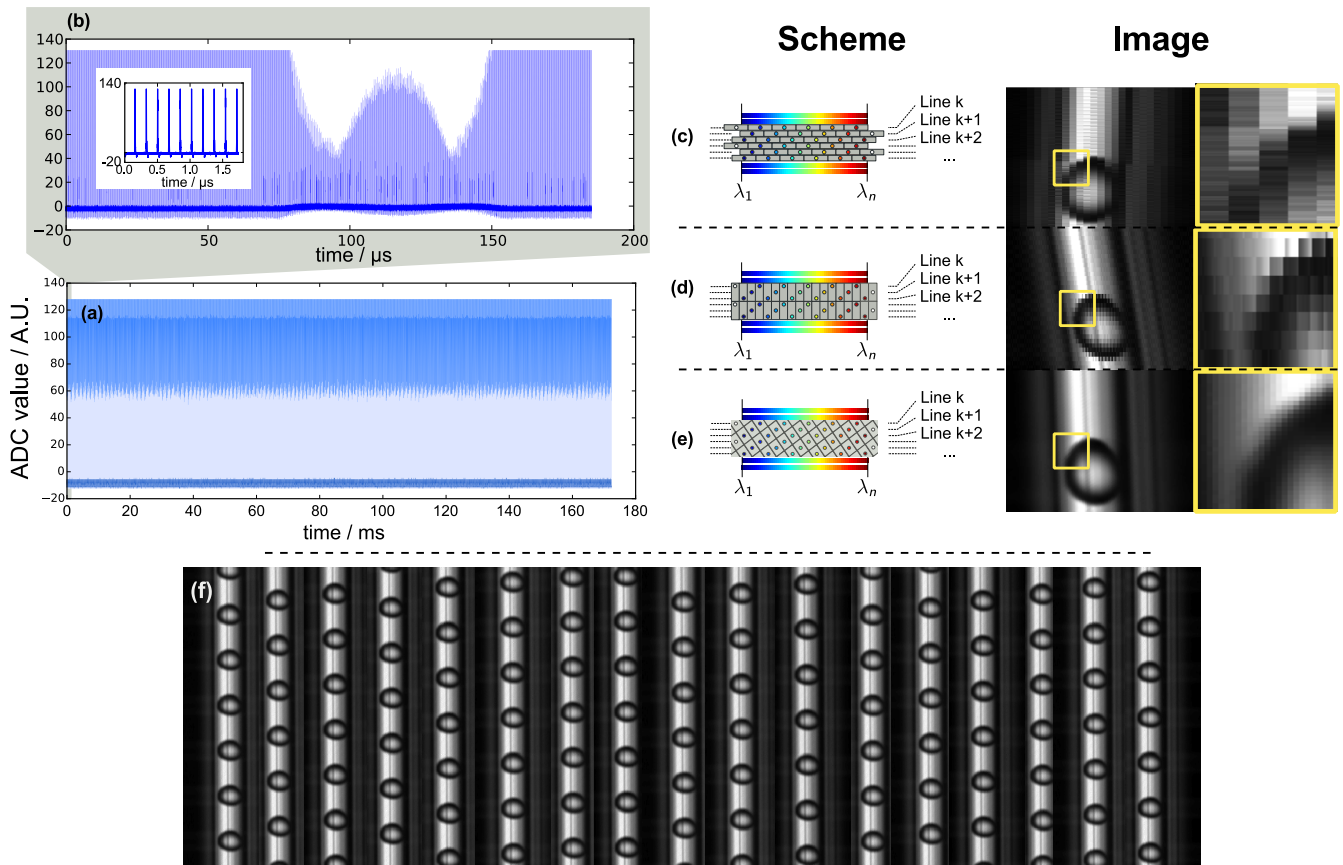 (b)
140
120
100
80
60
40
20
0
−20
0 50 100 150 200
time / µs
140
-20
0.0 0.5 1.0 1.5
time / µs
ADC value / A.U.
(a)
140
120
100
80
60
40
20
0
−20
0 20 40 60 80 100 120 140 160 180
time / ms
Scheme Image
(c)
Line k
Line k+1
Line k+2
...
λ1 λn
(d)
Line k
Line k+1
Line k+2
...
λ1 λn
(e)
Line k
Line k+1
Line k+2
...
λ1 λn
(f)